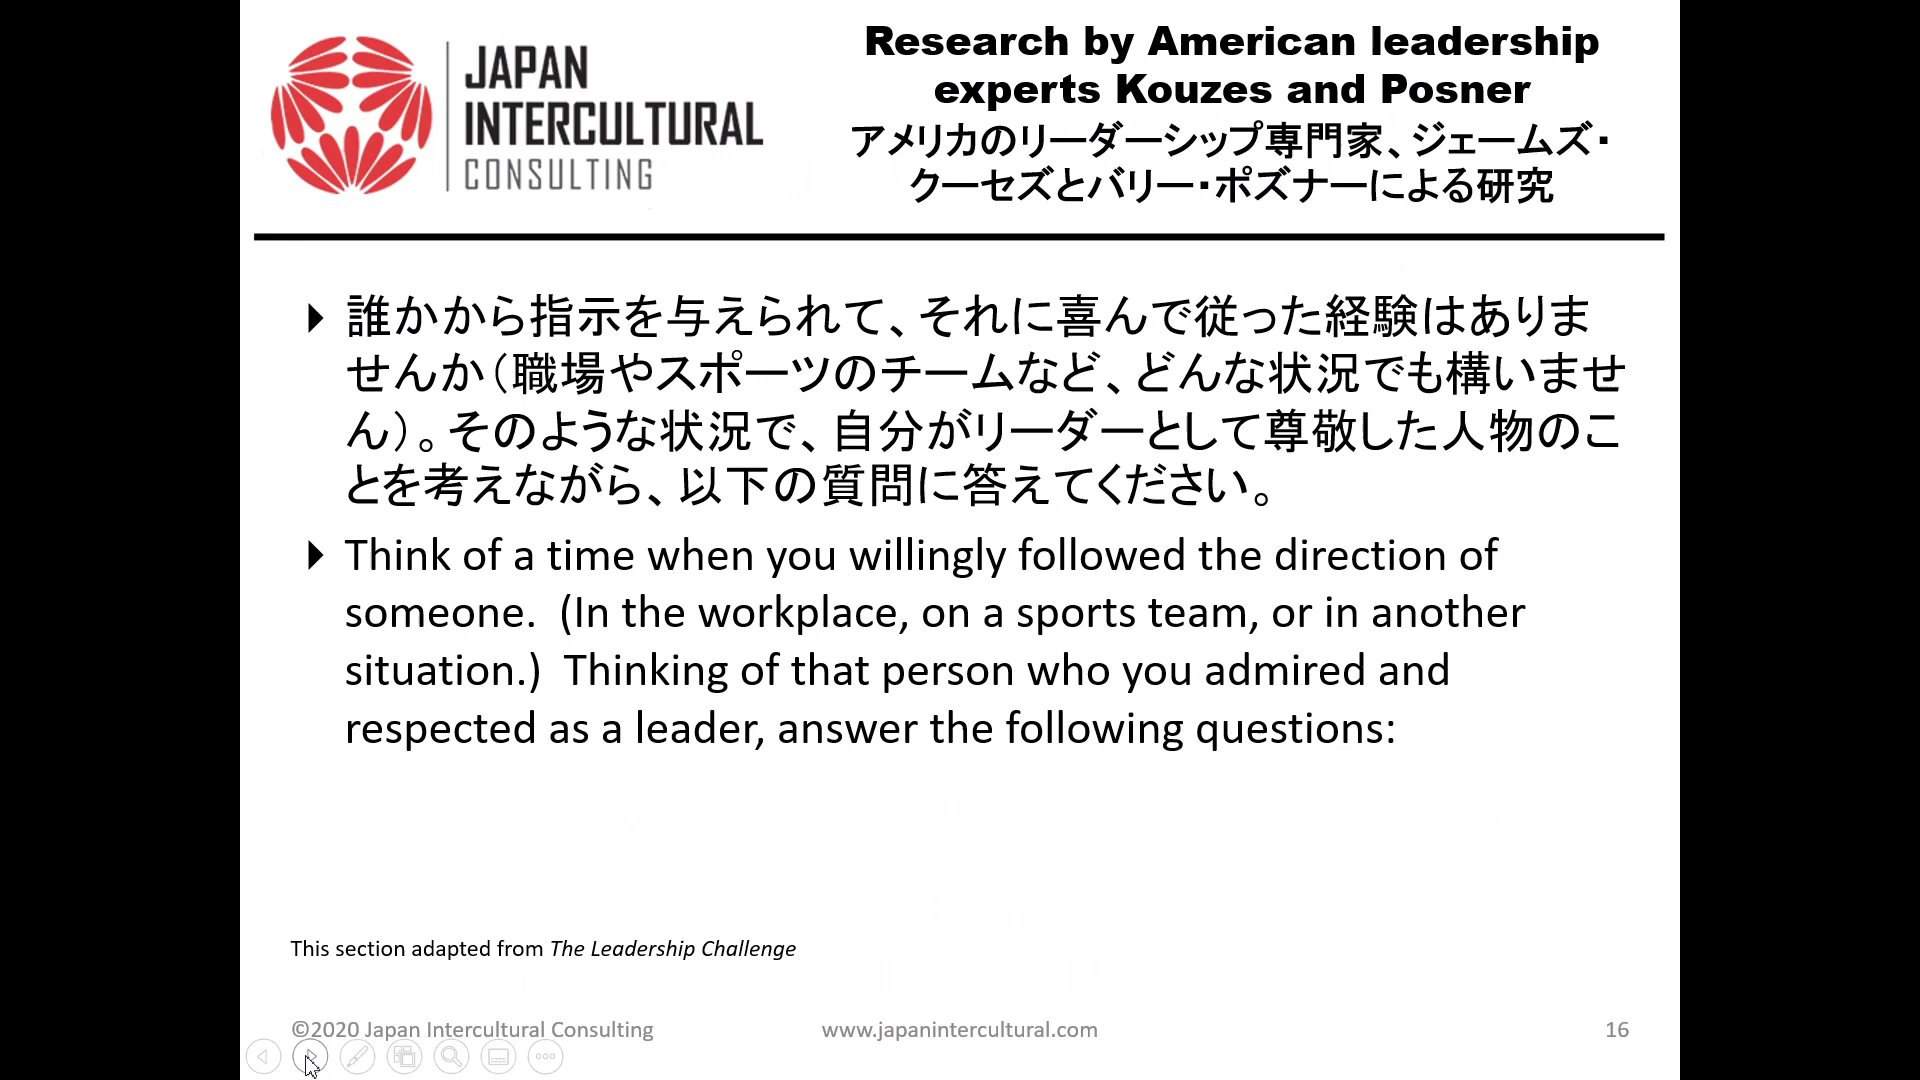 JAPAN
INTERCULTURAL
CONSULTING
Research by American leadership
experts Kouzes and Posner
アメリカのリーダーシップ専門家、ジェームズ・
クーセズとバリー・ポズナーによる研究
誰かから指示を与えられて、それに喜んで従った経験はありま
せんか（職場やスポーツのチームなど、どんな状況でも構いませ
ん）。そのような状況で、自分がリーダーとして尊敬した人物のこ
とを考えながら、以下の質問に答えてください。
Think of a time when you willingly followed the direction of
someone.  (In the workplace, on a sports team, or in another
situation.)  Thinking of that person who you admired and
respected as a leader, answer the following questions:
This section adapted from The Leadership Challenge
©2020 Japan Intercultural Consulting
www.japanintercultural.com
16